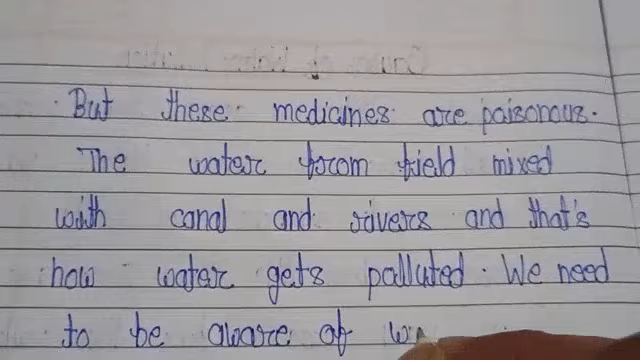 But these medicines are poisonous.
The water from field mixed
with canal and rivers and that's
how water gets palluted. We need
to be aware of